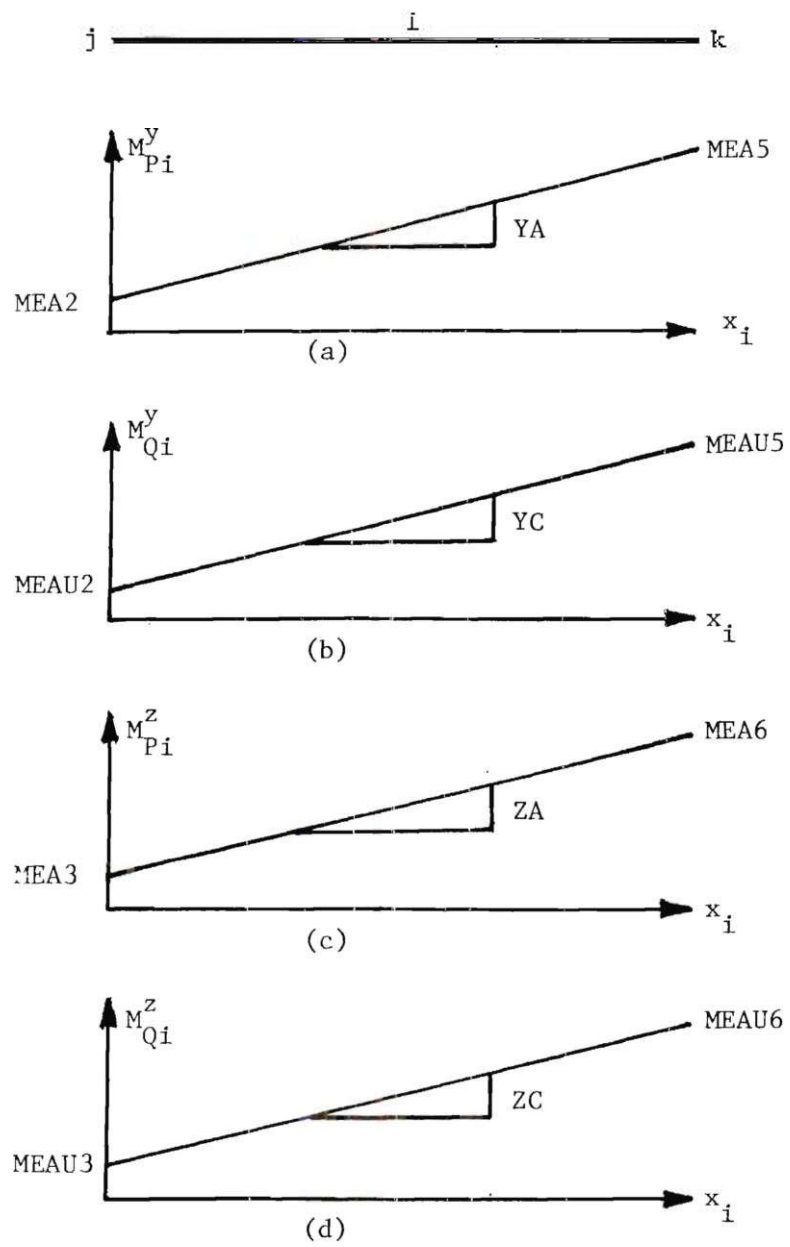 i
j k
M^y_Pi
MEA5
YA
MEA2
x_i
(a)
M^y_Qi
MEAU5
YC
MEAU2
x_i
(b)
M^z_Pi
MEA6
ZA
MEA3
x_i
(c)
M^z_Qi
MEAU6
ZC
MEAU3
x_i
(d)